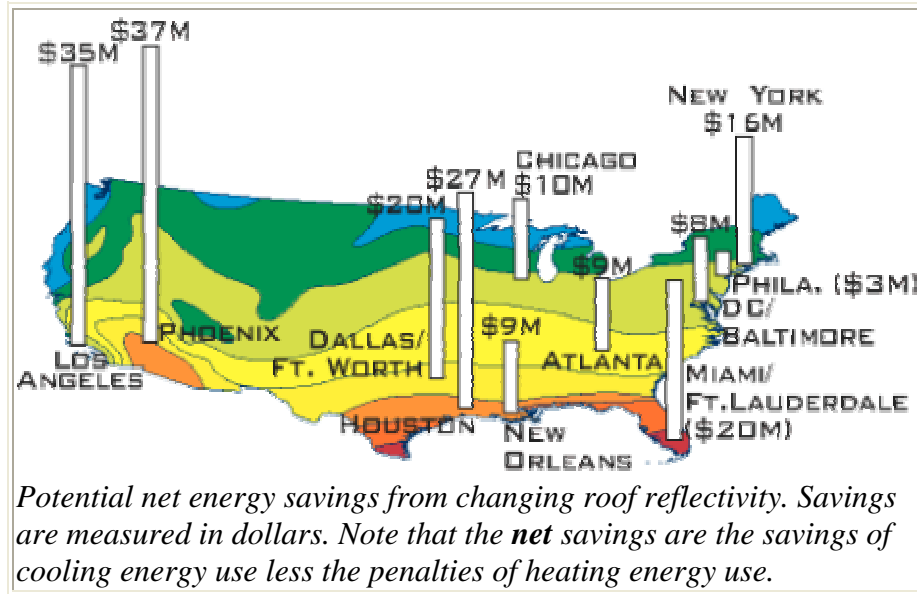 $37M
$35M
NEW YORK
$16M
CHICAGO
$10M
$27M
$20M
$8M
$9M
PHILA. ($3M)
DC/
BALTIMORE
PHOENIX
$9M
DALLAS/
FT. WORTH
ATLANTA
LOS
ANGELES
MIAMI/
FT.LAUDERDALE
($20M)
HOUSTON
NEW
ORLEANS
Potential net energy savings from changing roof reflectivity. Savings
are measured in dollars. Note that the net savings are the savings of
cooling energy use less the penalties of heating energy use.